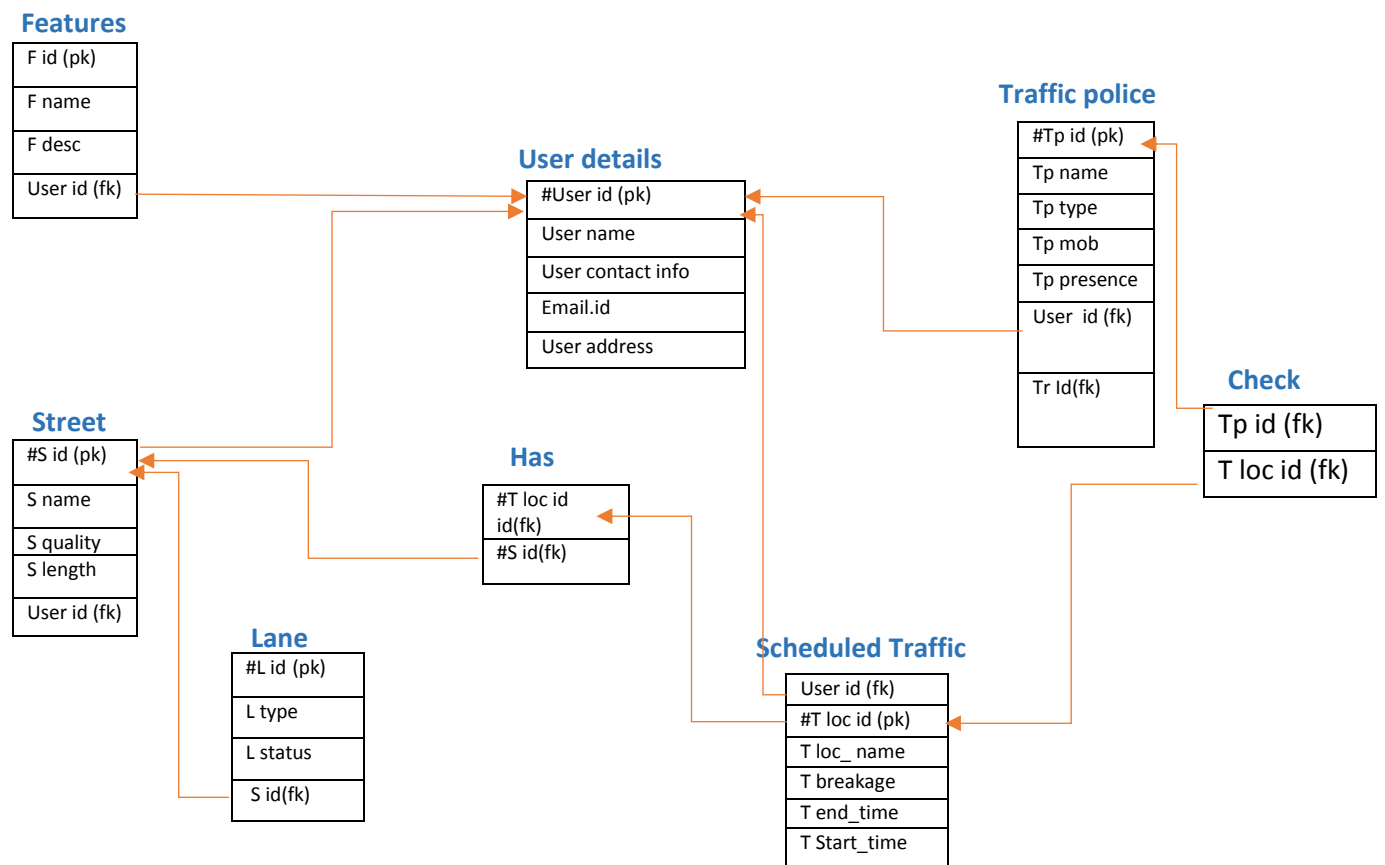 Features
F id (pk)
F name
F desc
User id (fk)
User details
#User id (pk)
User name
User contact info
Email.id
User address
Traffic police
#Tp id (pk)
Tp name
Tp type
Tp mob
Tp presence
User id (fk)
Tr Id(fk)
Check
Tp id (fk)
T loc id (fk)
Street
#S id (pk)
S name
S quality
S length
User id (fk)
Has
#T loc id
id(fk)
#S id(fk)
Lane
#L id (pk)
L type
L status
S id(fk)
Scheduled Traffic
User id (fk)
#T loc id (pk)
T loc_ name
T breakage
T end_time
T Start_time